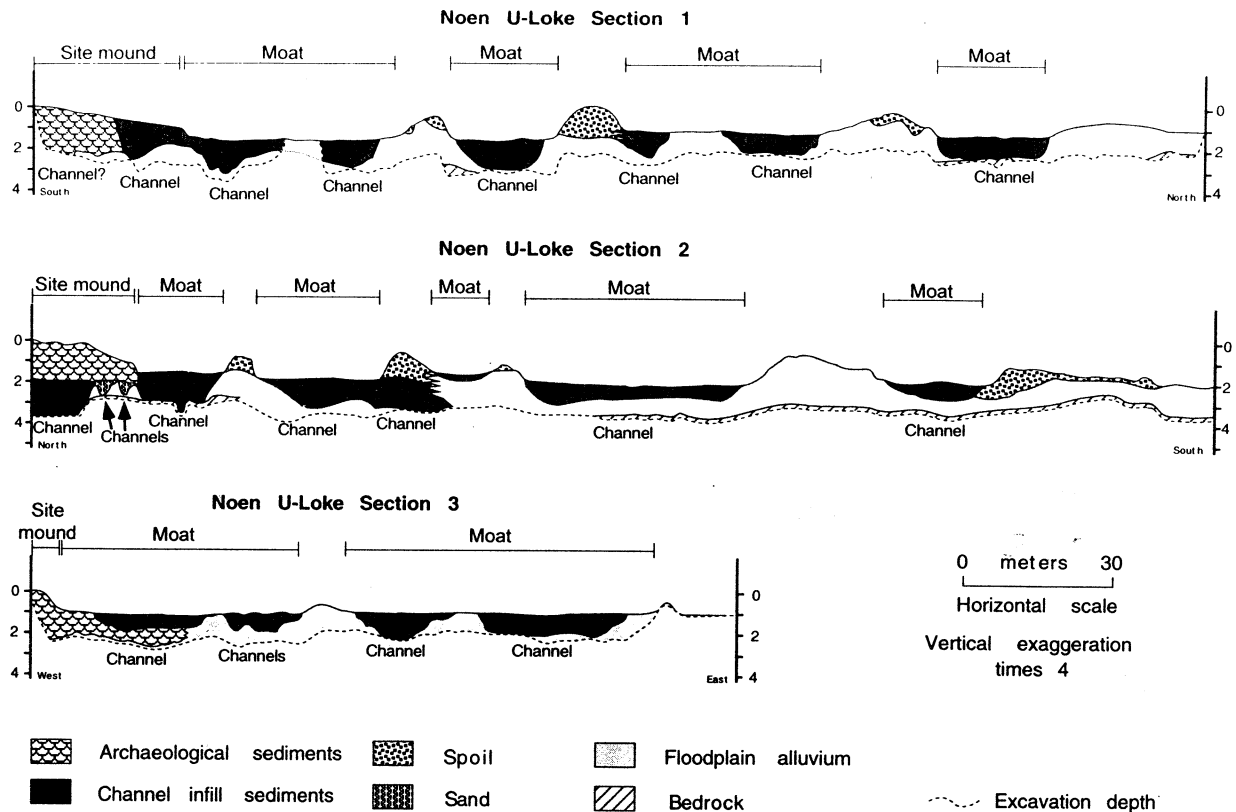 Noen U-Loke Section 1
Site mound Moat Moat Moat Moat
0 0
2 2
4 4
Channel? Channel Channel Channel Channel Channel Channel Channel
South North
Noen U-Loke Section 2
Site mound Moat Moat Moat Moat Moat
0 0
2 2
4 4
Channel Channels Channel Channel Channel Channel Channel
North South
Noen U-Loke Section 3
Site mound Moat Moat
0 0
2 2
4 4
Channel Channels Channel Channel
West East
0 meters 30
Horizontal scale
Vertical exaggeration
times 4
Archaeological sediments Spoil Floodplain alluvium
Channel infill sediments Sand Bedrock Excavation depth